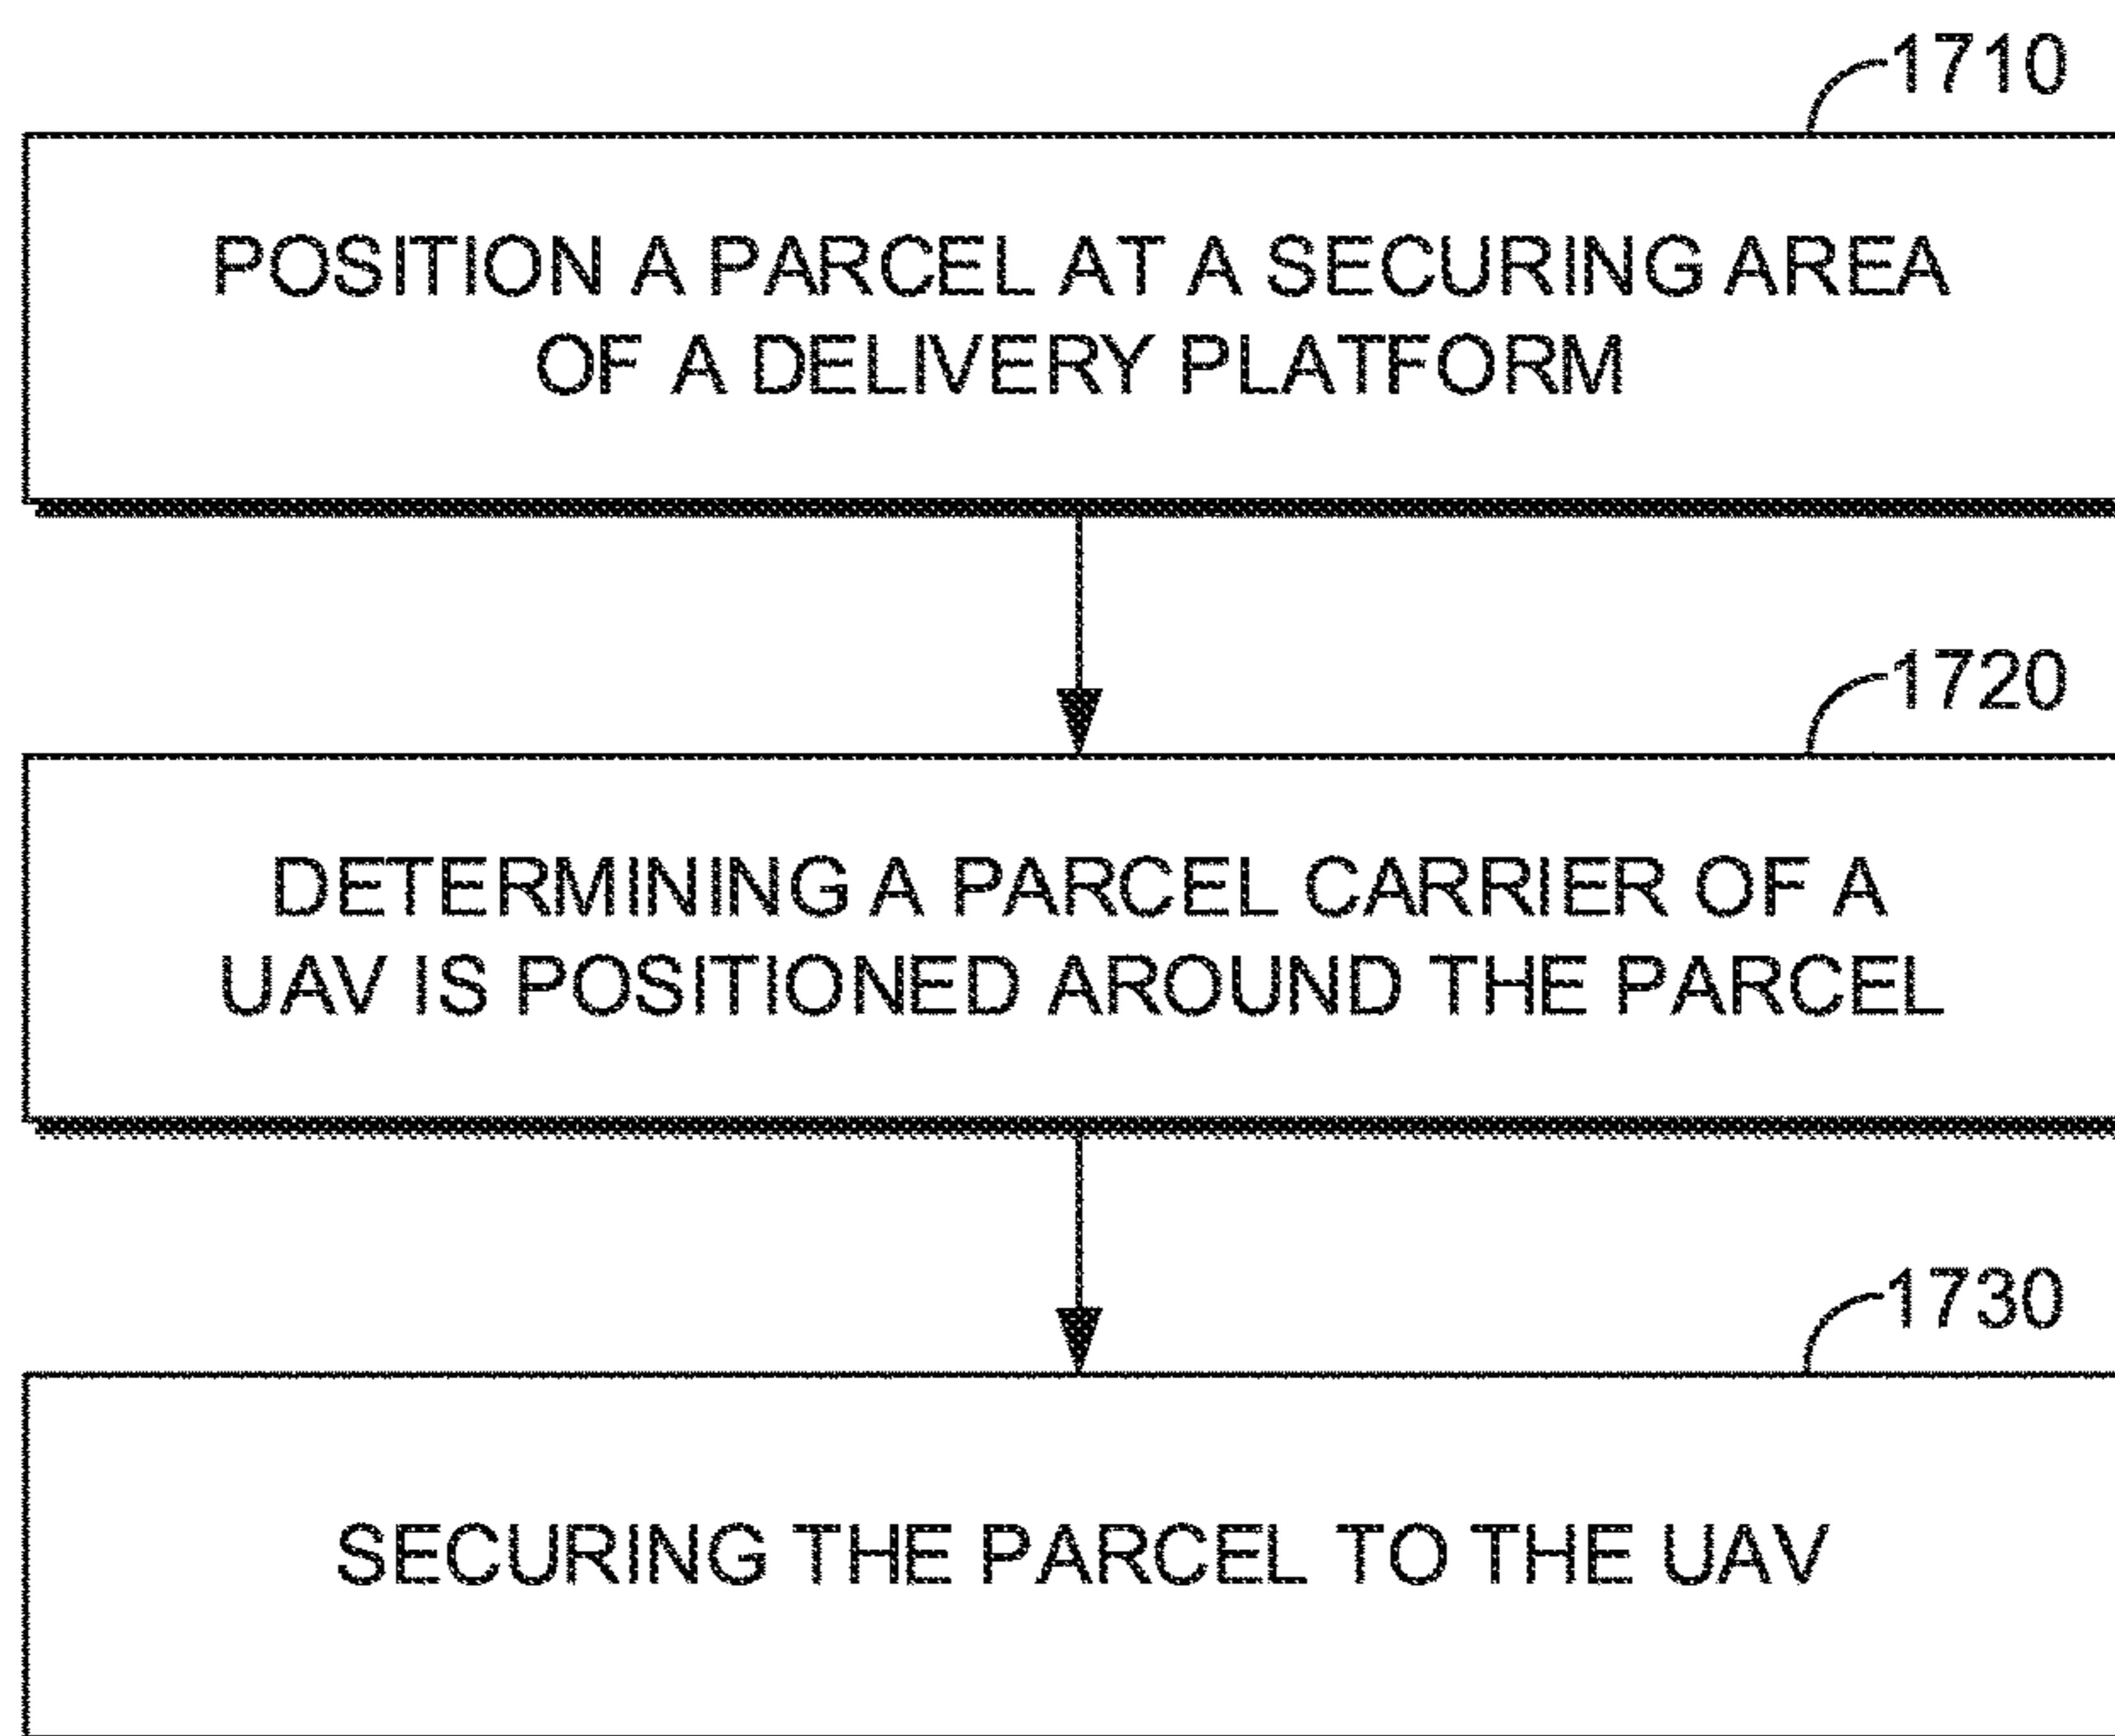 1710
POSITION A PARCEL AT A SECURING AREA
OF A DELIVERY PLATFORM
1720
DETERMINING A PARCEL CARRIER OF A
UAV IS POSITIONED AROUND THE PARCEL
1730
SECURING THE PARCEL TO THE UAV